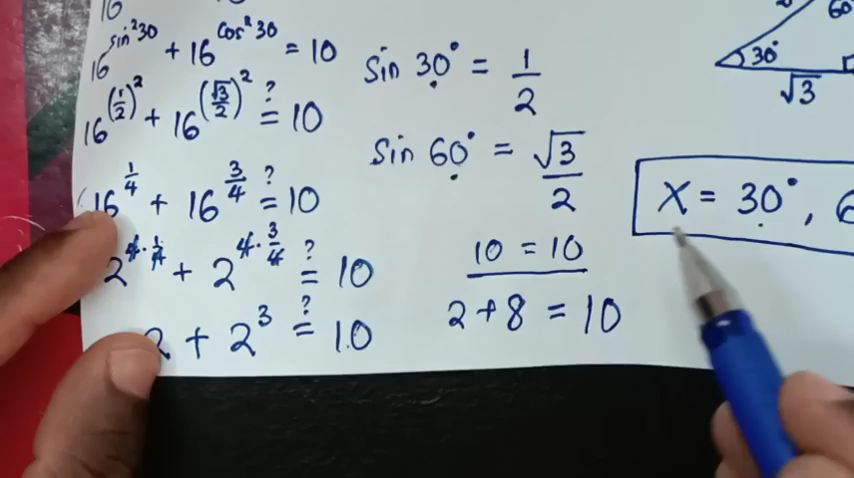 16
16^{sin²30} + 16^{cos²30} = 10
16^{(1/2)²} + 16^{(√3/2)²} ?= 10
16^{1/4} + 16^{3/4} ?= 10
2^{4·1/4} + 2^{4·3/4} ?= 10
2 + 2³ ?= 10
sin 30° = 1/2
sin 60° = √3/2
10 = 10
2+8 = 10
60
30°
√3
x = 30°, 6